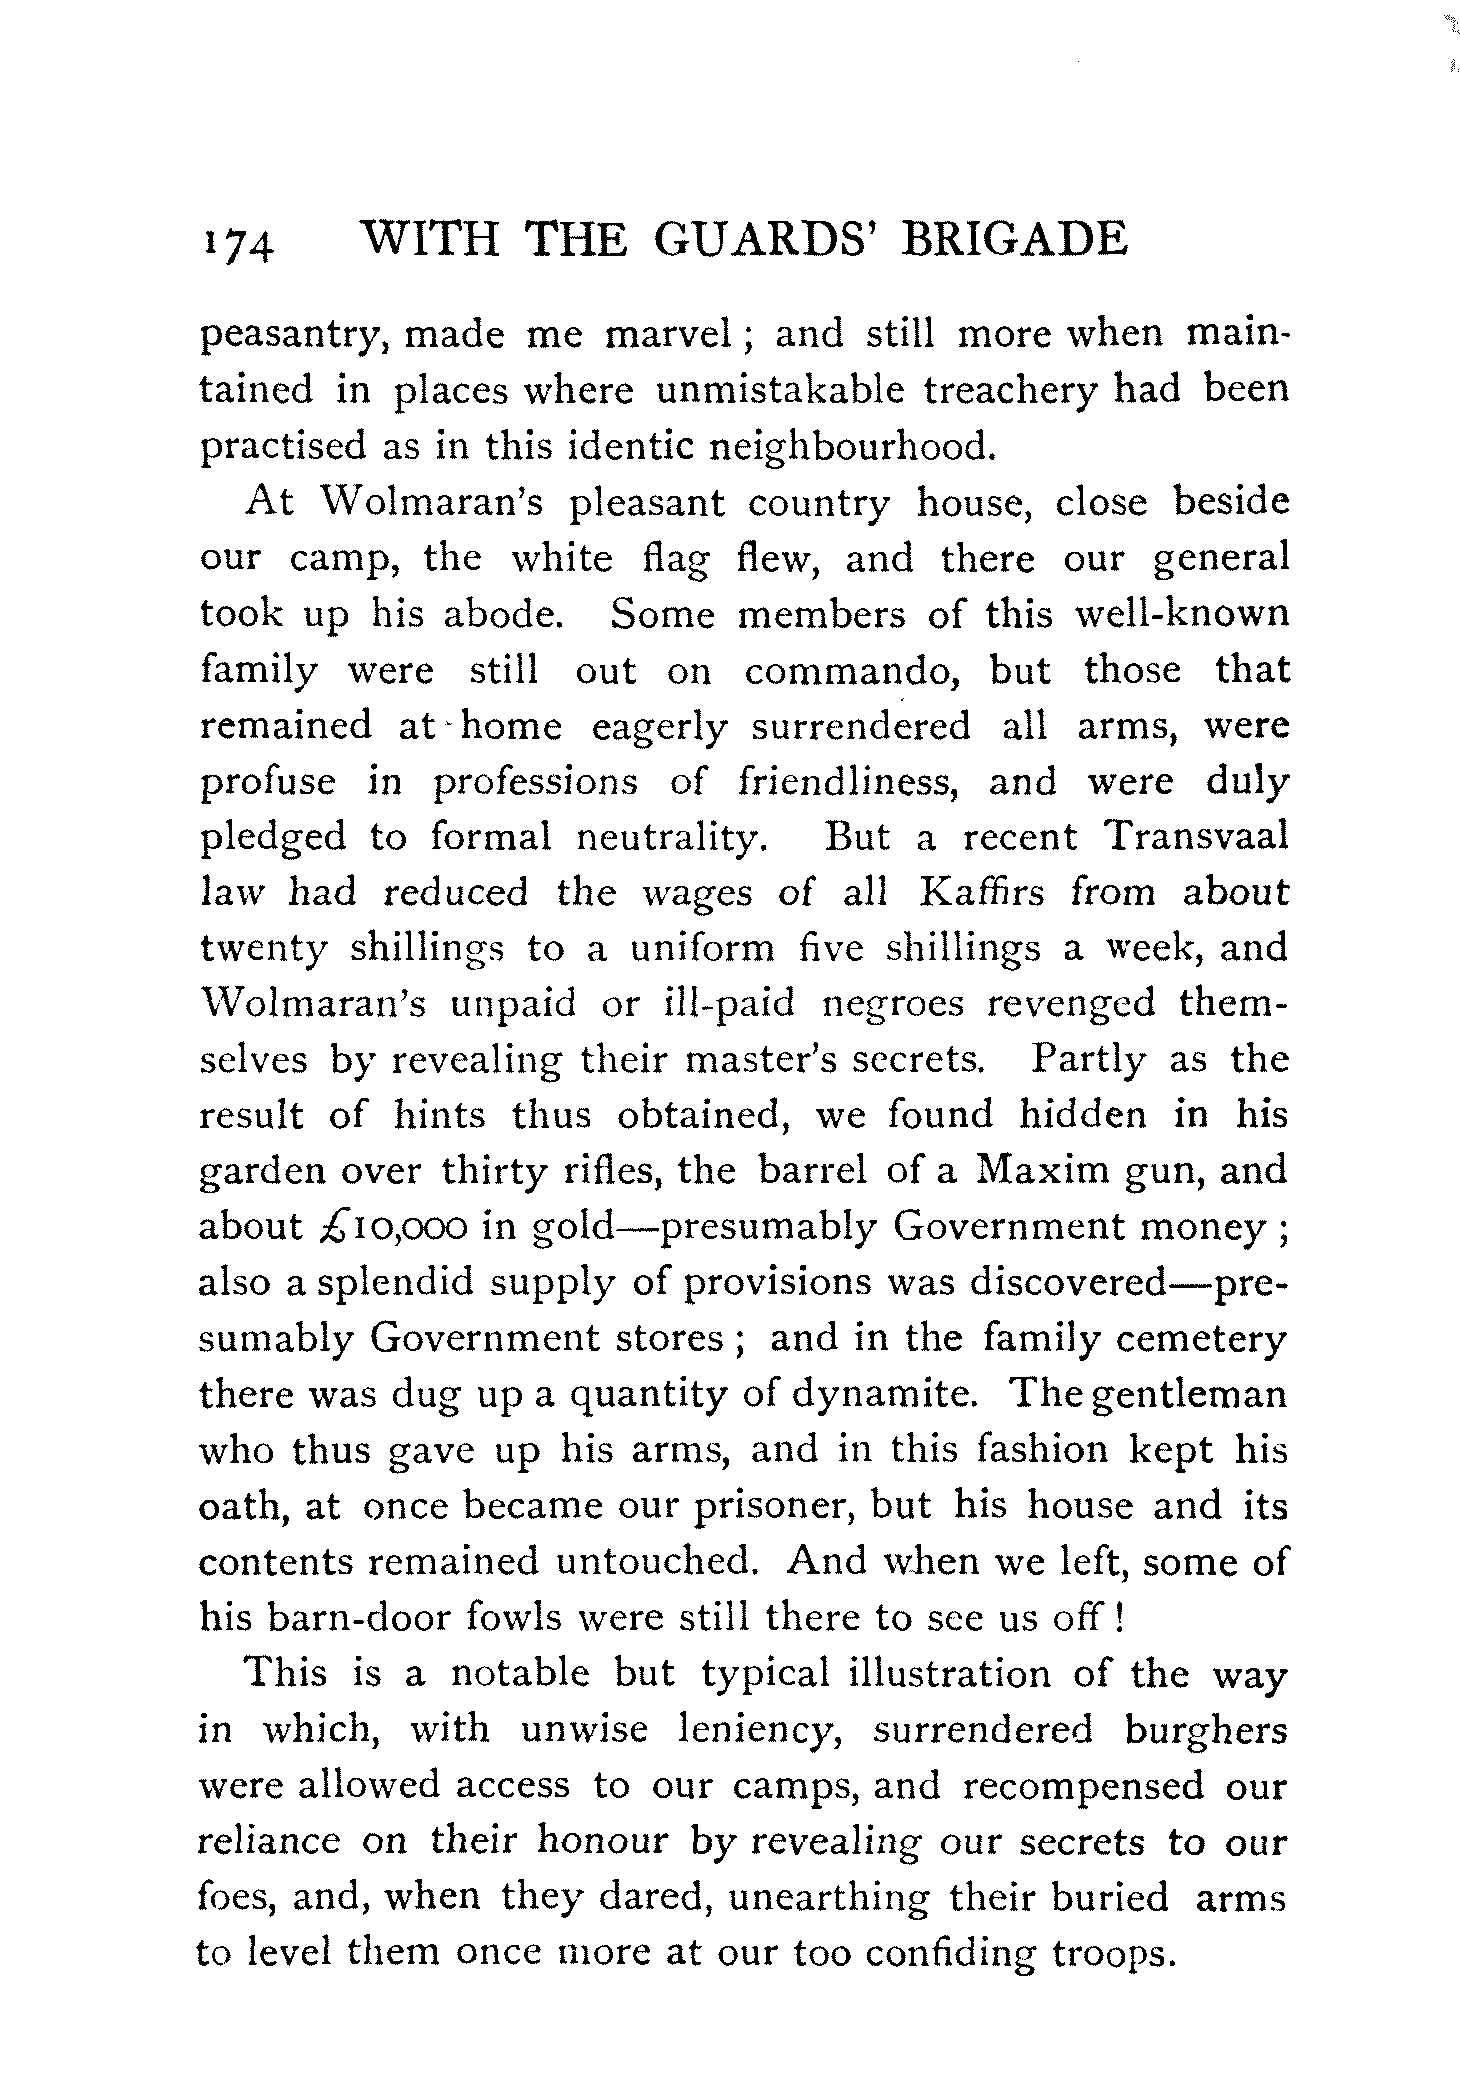 174 WITH THE GUARDS' BRIGADE
peasantry, made me marvel ; and still more when main-
tained in places where unmistakable treachery had been
practised as in this identic neighbourhood.
At Wolmaran's pleasant country house, close beside
our camp, the white flag flew, and there our general
took up his abode. Some members of this well-known
family were still out on commando, but those that
remained at home eagerly surrendered all arms, were
profuse in professions of friendliness, and were duly
pledged to formal neutrality. But a recent Transvaal
law had reduced the wages of all Kaffirs from about
twenty shillings to a uniform five shillings a week, and
Wolmaran's unpaid or ill-paid negroes revenged them-
selves by revealing their master's secrets. Partly as the
result of hints thus obtained, we found hidden in his
garden over thirty rifles, the barrel of a Maxim gun, and
about £10,000 in gold—presumably Government money ;
also a splendid supply of provisions was discovered—pre-
sumably Government stores ; and in the family cemetery
there was dug up a quantity of dynamite. The gentleman
who thus gave up his arms, and in this fashion kept his
oath, at once became our prisoner, but his house and its
contents remained untouched. And when we left, some of
his barn-door fowls were still there to see us off !
This is a notable but typical illustration of the way
in which, with unwise leniency, surrendered burghers
were allowed access to our camps, and recompensed our
reliance on their honour by revealing our secrets to our
foes, and, when they dared, unearthing their buried arms
to level them once more at our too confiding troops.